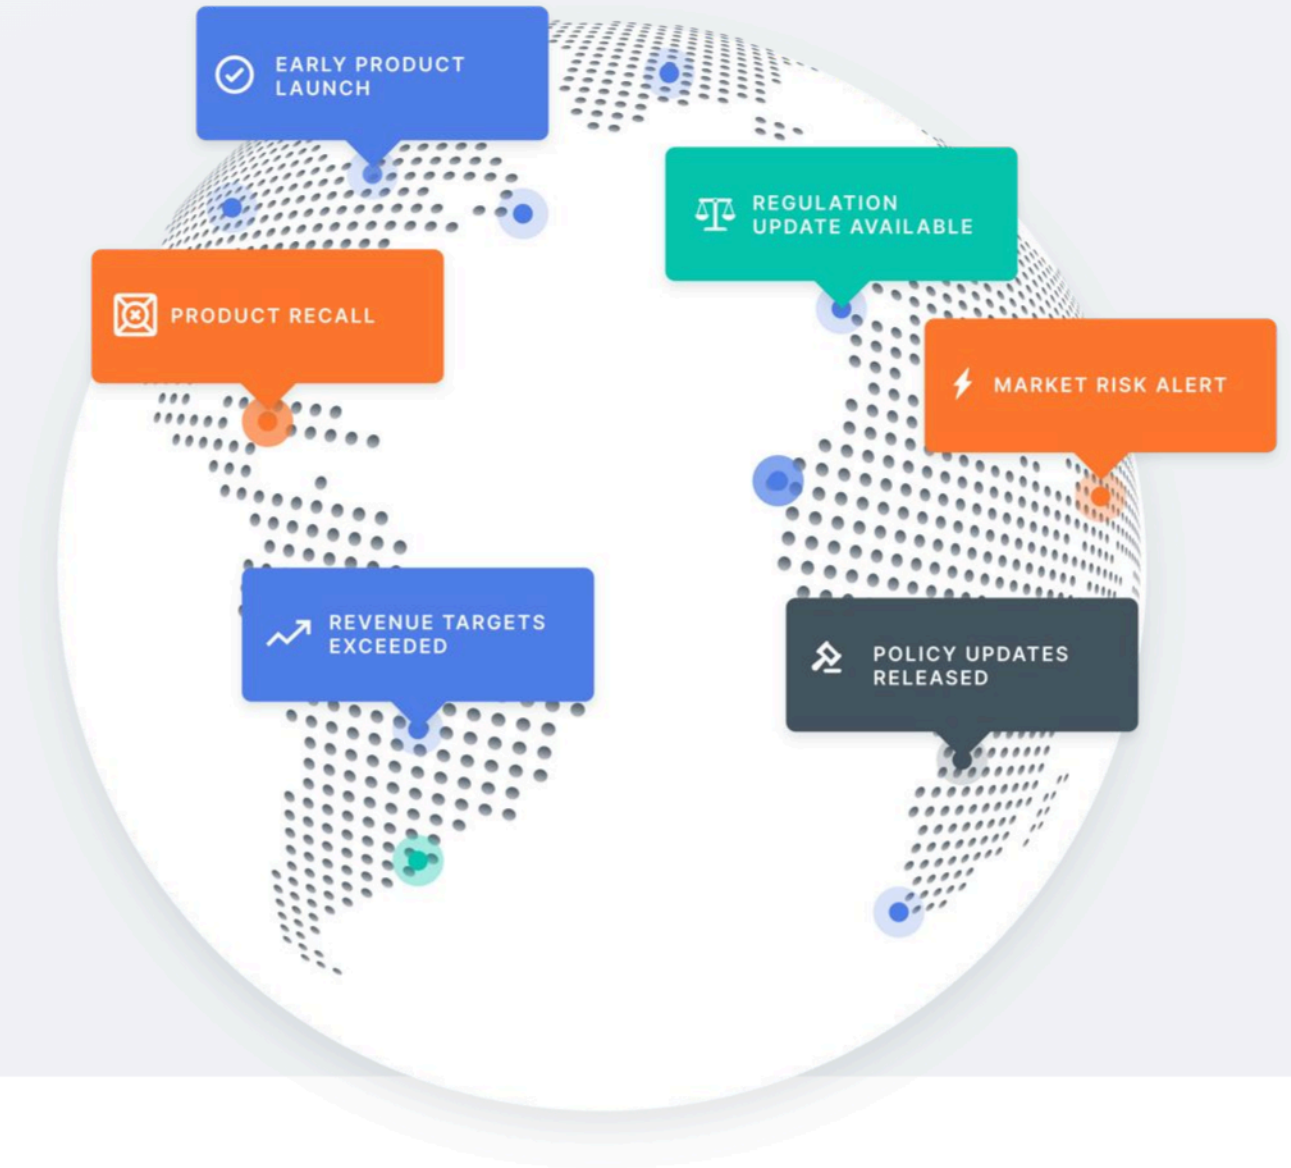 EARLY PRODUCT
LAUNCH
REGULATION
UPDATE AVAILABLE
PRODUCT RECALL
MARKET RISK ALERT
REVENUE TARGETS
EXCEEDED
POLICY UPDATES
RELEASED